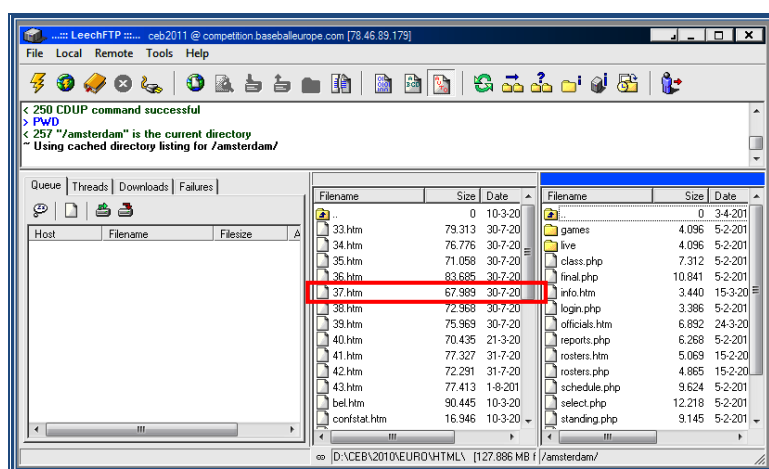 ...::: LeechFTP :::... ceb2011 @ competition.baseballeurope.com [78.46.89.179]
File Local Remote Tools Help
< 250 CDUP command successful
> PWD
< 257 "/amsterdam" is the current directory
~ Using cached directory listing for /amsterdam/
Queue Threads Downloads Failures
Host Filename Filesize A
Filename Size Date
.. 0 10-3-20
33.htm 79.313 30-7-20
34.htm 76.776 30-7-20
35.htm 71.058 30-7-20
36.htm 83.685 30-7-20
37.htm 67.989 30-7-20
38.htm 72.968 30-7-20
39.htm 75.969 30-7-20
40.htm 70.435 21-3-20
41.htm 77.327 31-7-20
42.htm 72.291 31-7-20
43.htm 77.413 1-8-201
bel.htm 90.445 10-3-20
confstat.htm 16.946 10-3-20
Filename Size Date
.. 0 3-4-201
games 4.096 5-2-201
live 4.096 5-2-201
class.php 7.312 5-2-201
final.php 10.841 5-2-201
info.htm 3.440 15-3-20
login.php 3.386 5-2-201
officials.htm 6.892 24-3-20
reports.php 6.268 5-2-201
rosters.htm 5.069 15-2-20
rosters.php 4.865 15-2-20
schedule.php 9.624 5-2-201
select.php 12.218 5-2-201
standing.php 9.145 5-2-201
D:\CEB\2010\EURO\HTML\ [127.886 MB f /amsterdam/